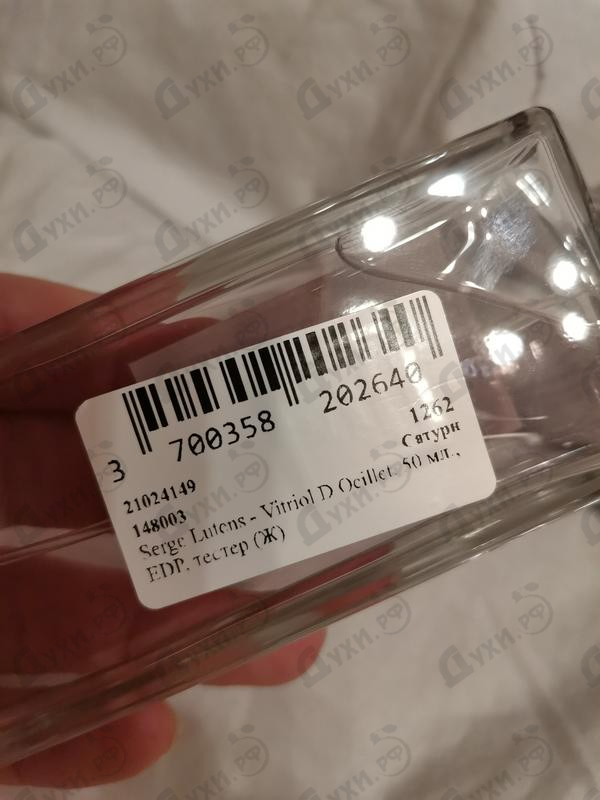 3 700358 202640
1262
Сатурн
21024149
148003
Serge Lutens - Vitriol D Oeillet. 50 мл.,
EDP. тестер (Ж)
Духи.рф